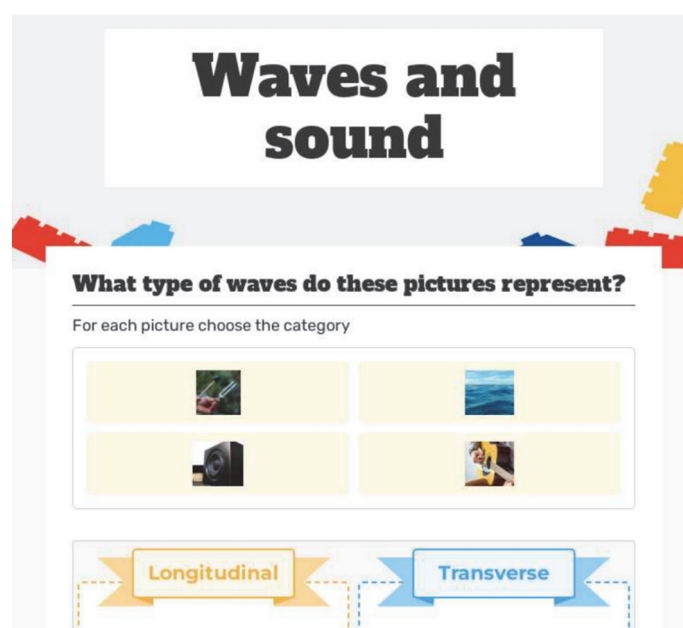 Waves and
sound
What type of waves do these pictures represent?
For each picture choose the category
Longitudinal
Transverse